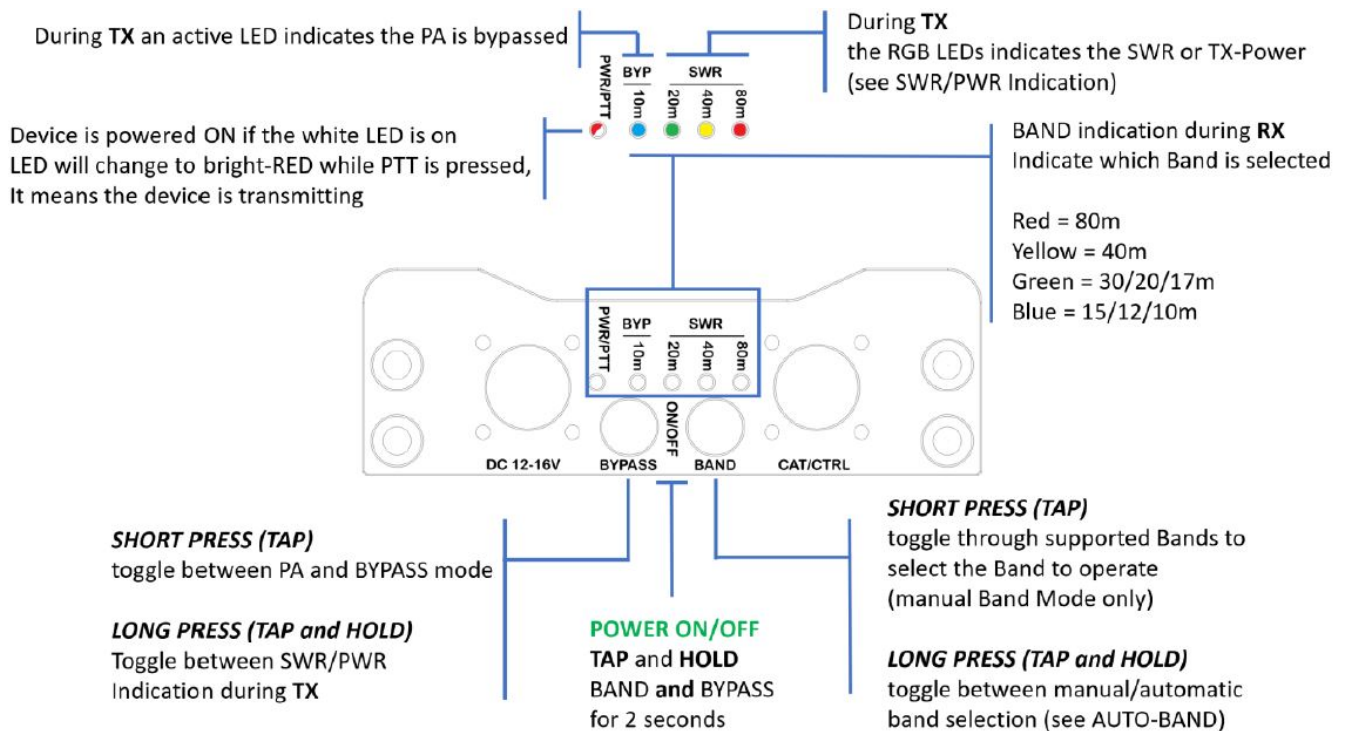 During TX an active LED indicates the PA is bypassed
During TX
the RGB LEDs indicates the SWR or TX-Power
(see SWR/PWR Indication)
PWR/PTT
BYP
SWR
10m
20m
40m
80m
Device is powered ON if the white LED is on
LED will change to bright-RED while PTT is pressed,
It means the device is transmitting
BAND indication during RX
Indicate which Band is selected
Red = 80m
Yellow = 40m
Green = 30/20/17m
Blue = 15/12/10m
PWR/PTT
BYP
SWR
10m
20m
40m
80m
ON/OFF
DC 12-16V
BYPASS
BAND
CAT/CTRL
SHORT PRESS (TAP)
toggle between PA and BYPASS mode
LONG PRESS (TAP and HOLD)
Toggle between SWR/PWR
Indication during TX
POWER ON/OFF
TAP and HOLD
BAND and BYPASS
for 2 seconds
SHORT PRESS (TAP)
toggle through supported Bands to
select the Band to operate
(manual Band Mode only)
LONG PRESS (TAP and HOLD)
toggle between manual/automatic
band selection (see AUTO-BAND)